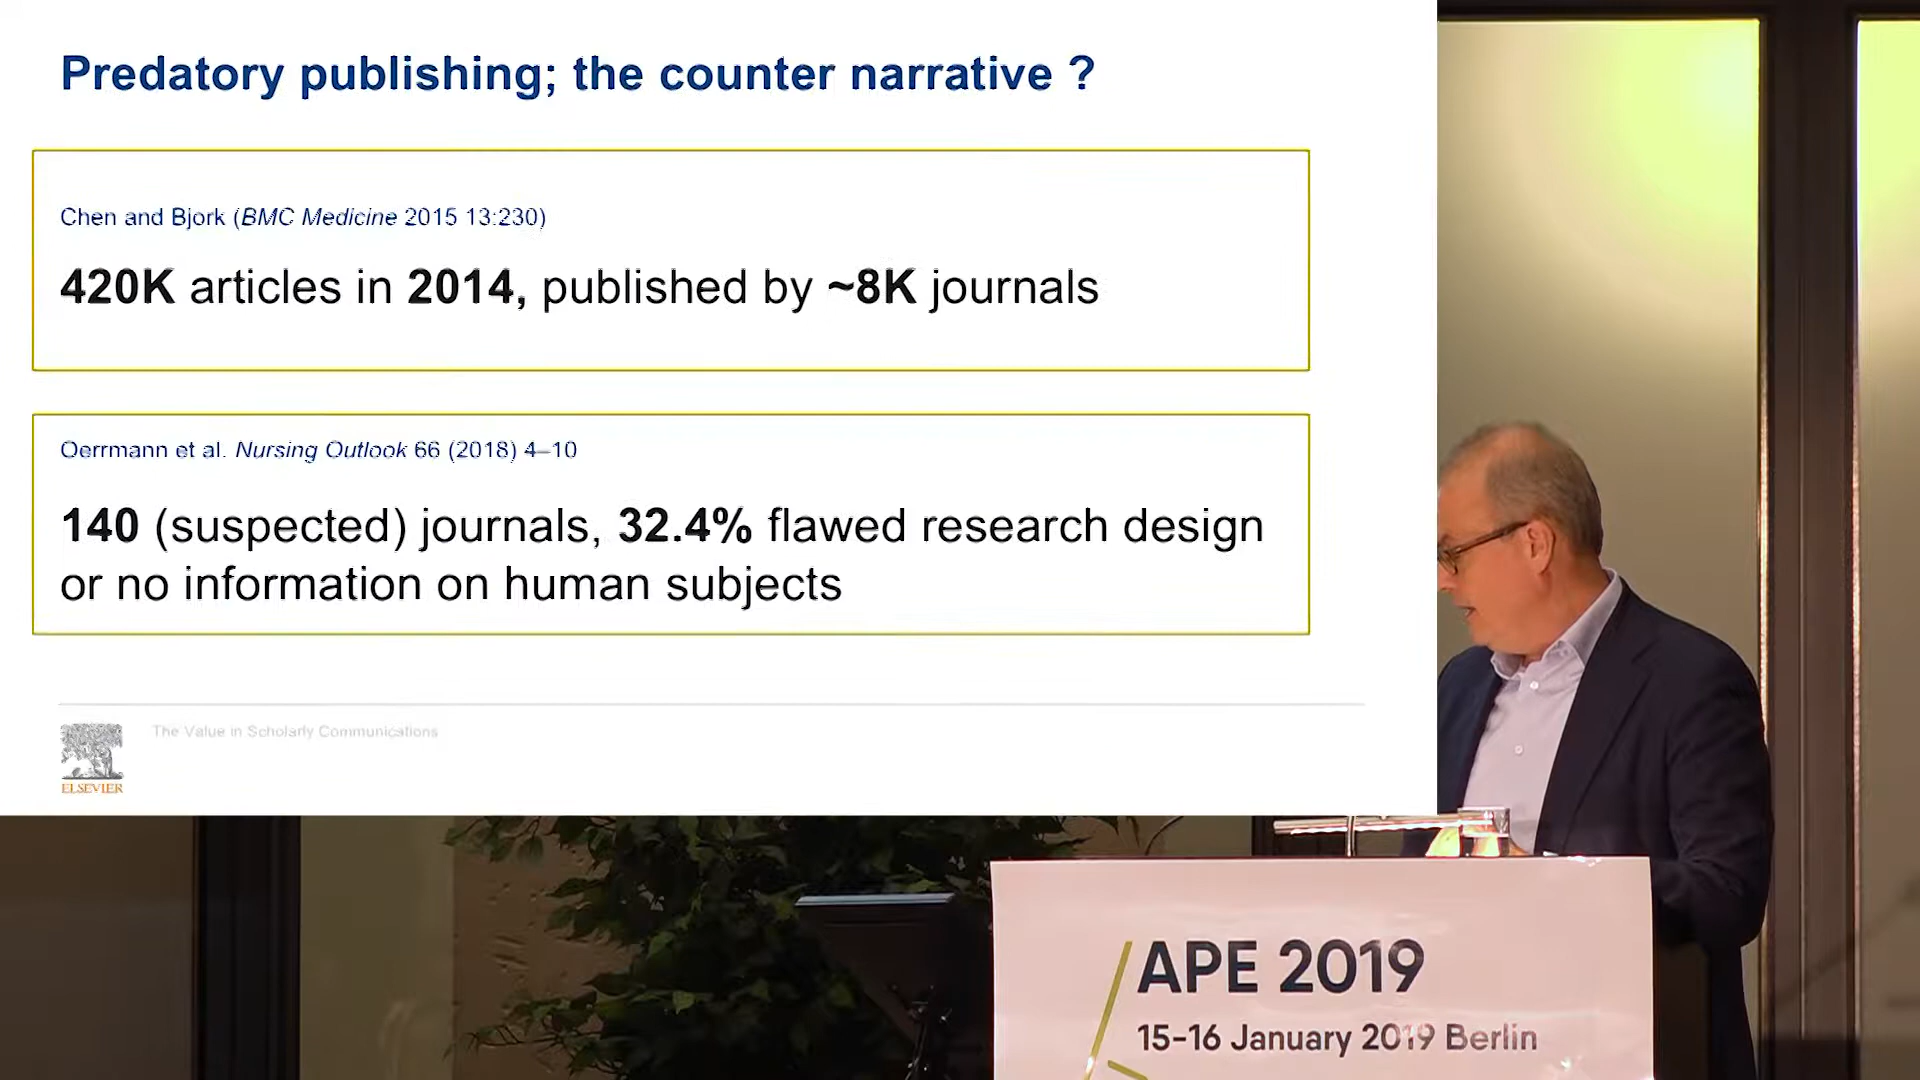 Predatory publishing; the counter narrative ?
Chen and Bjork (BMC Medicine 2015 13:230)
420K articles in 2014, published by ~8K journals
Oerrmann et al. Nursing Outlook 66 (2018) 4–10
140 (suspected) journals, 32.4% flawed research design
or no information on human subjects
The Value in Scholarly Communications
ELSEVIER
APE 2019
15-16 January 2019 Berlin